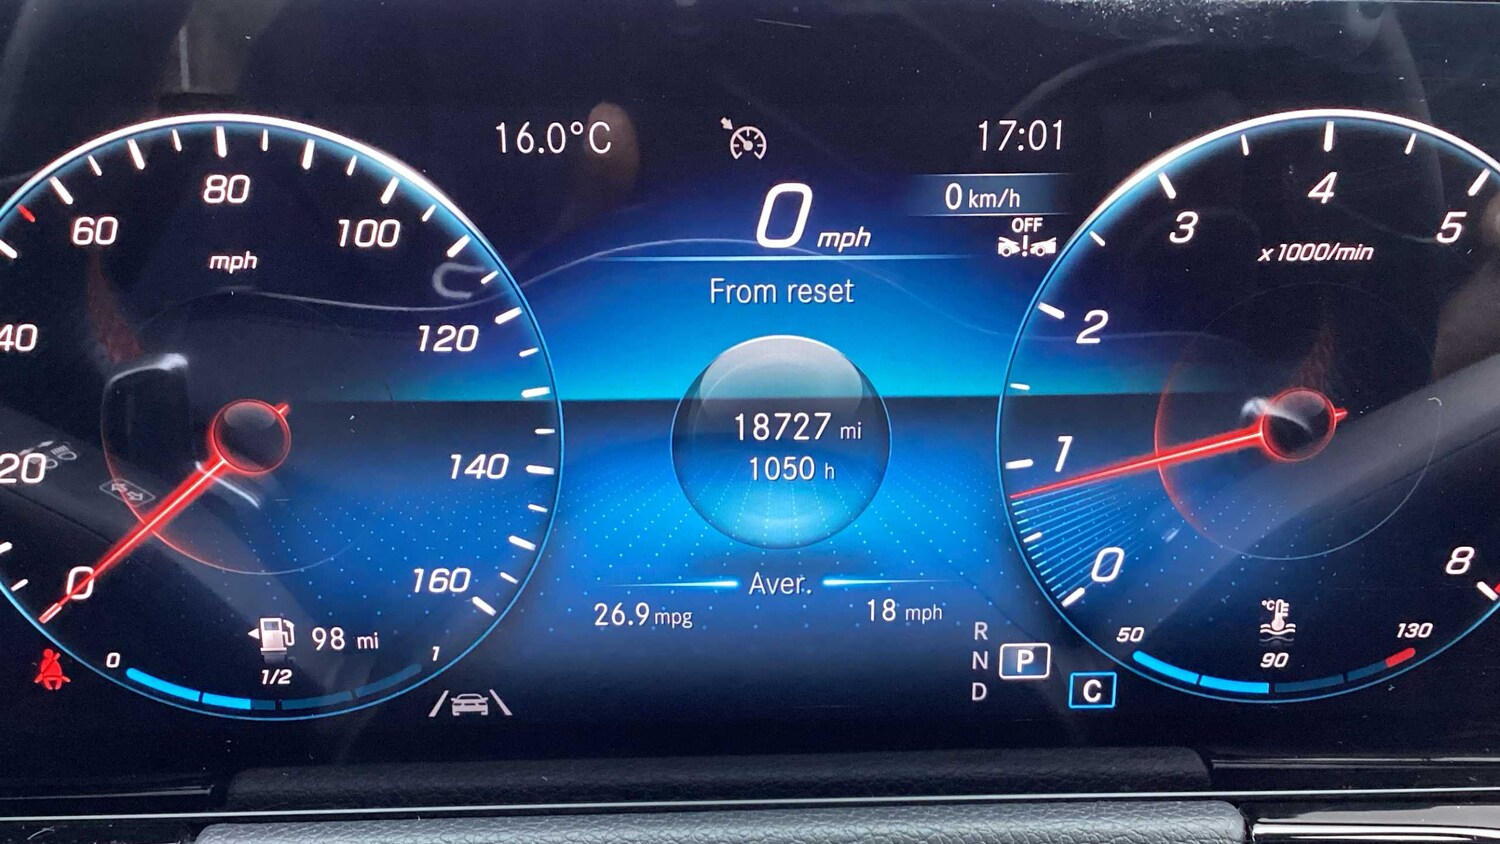 16.0°C
17:01
0 mph
0 km/h
OFF
From reset
18727 mi
1050 h
Aver.
26.9 mpg
18 mph
R
N
P
D
C
0
20
40
60
80
100
120
140
160
mph
98 mi
0
1/2
1
0
1
2
3
4
5
8
x1000/min
°C
50
90
130